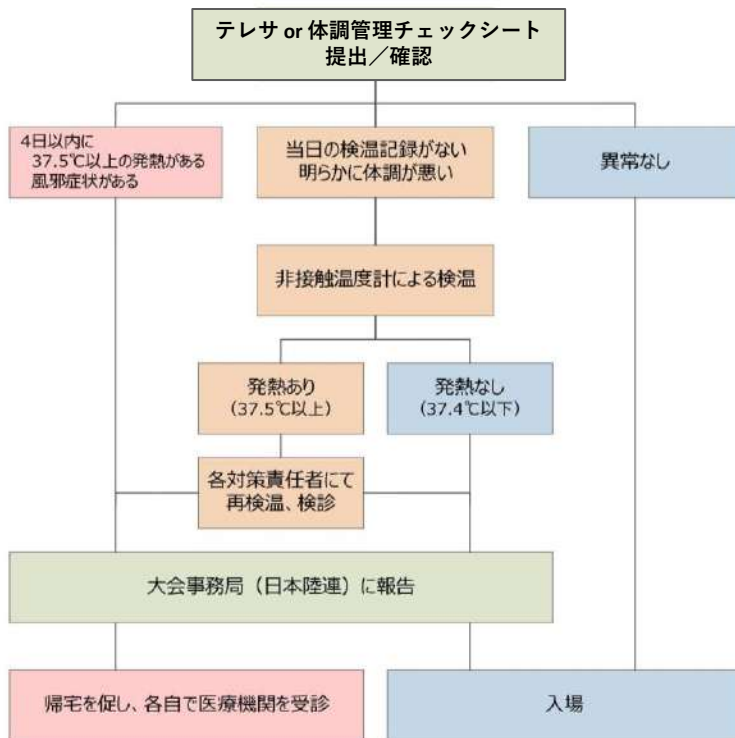 テレサ or 体調管理チェックシート
提出／確認
4日以内に
37.5℃以上の発熱がある
風邪症状がある
当日の検温記録がない
明らかに体調が悪い
異常なし
非接触温度計による検温
発熱あり
（37.5℃以上）
発熱なし
（37.4℃以下）
各対策責任者にて
再検温、検診
大会事務局（日本陸連）に報告
帰宅を促し、各自で医療機関を受診
入場